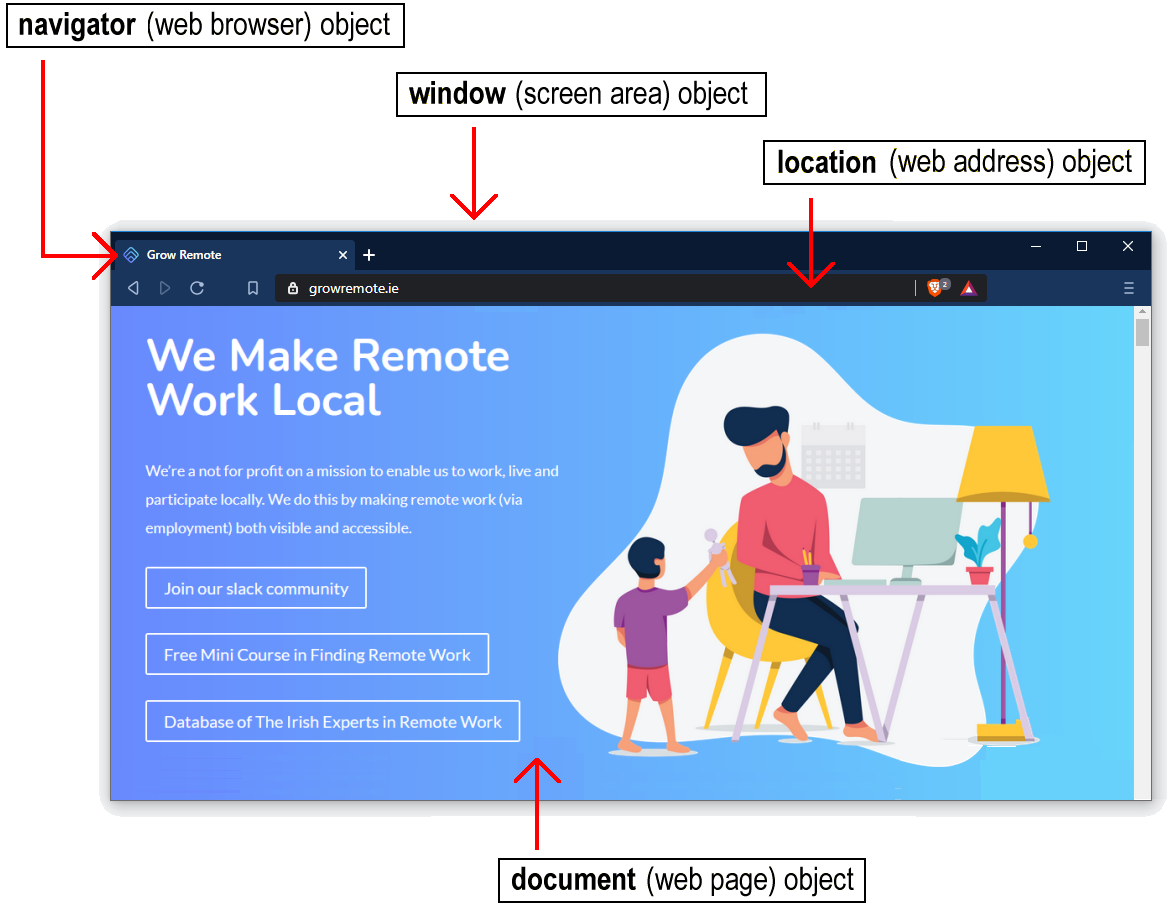 navigator (web browser) object
window (screen area) object
location (web address) object
Grow Remote
growremote.ie
2
We Make Remote
Work Local
We're a not for profit on a mission to enable us to work, live and
participate locally. We do this by making remote work (via
employment) both visible and accessible.
Join our slack community
Free Mini Course in Finding Remote Work
Database of The Irish Experts in Remote Work
document (web page) object